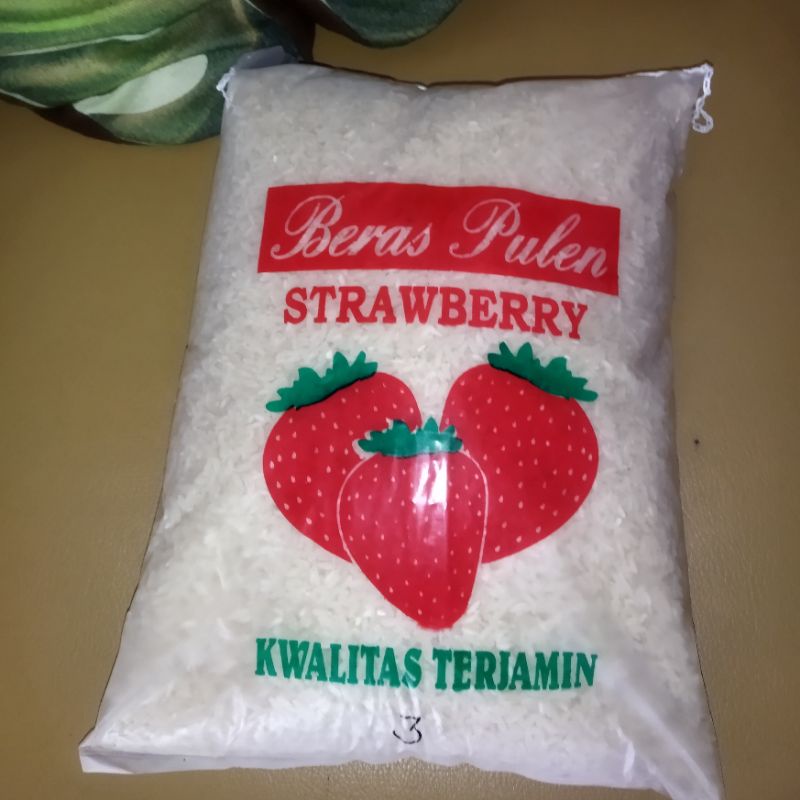 Beras Pulen
STRAWBERRY
KWALITAS TERJAMIN
3